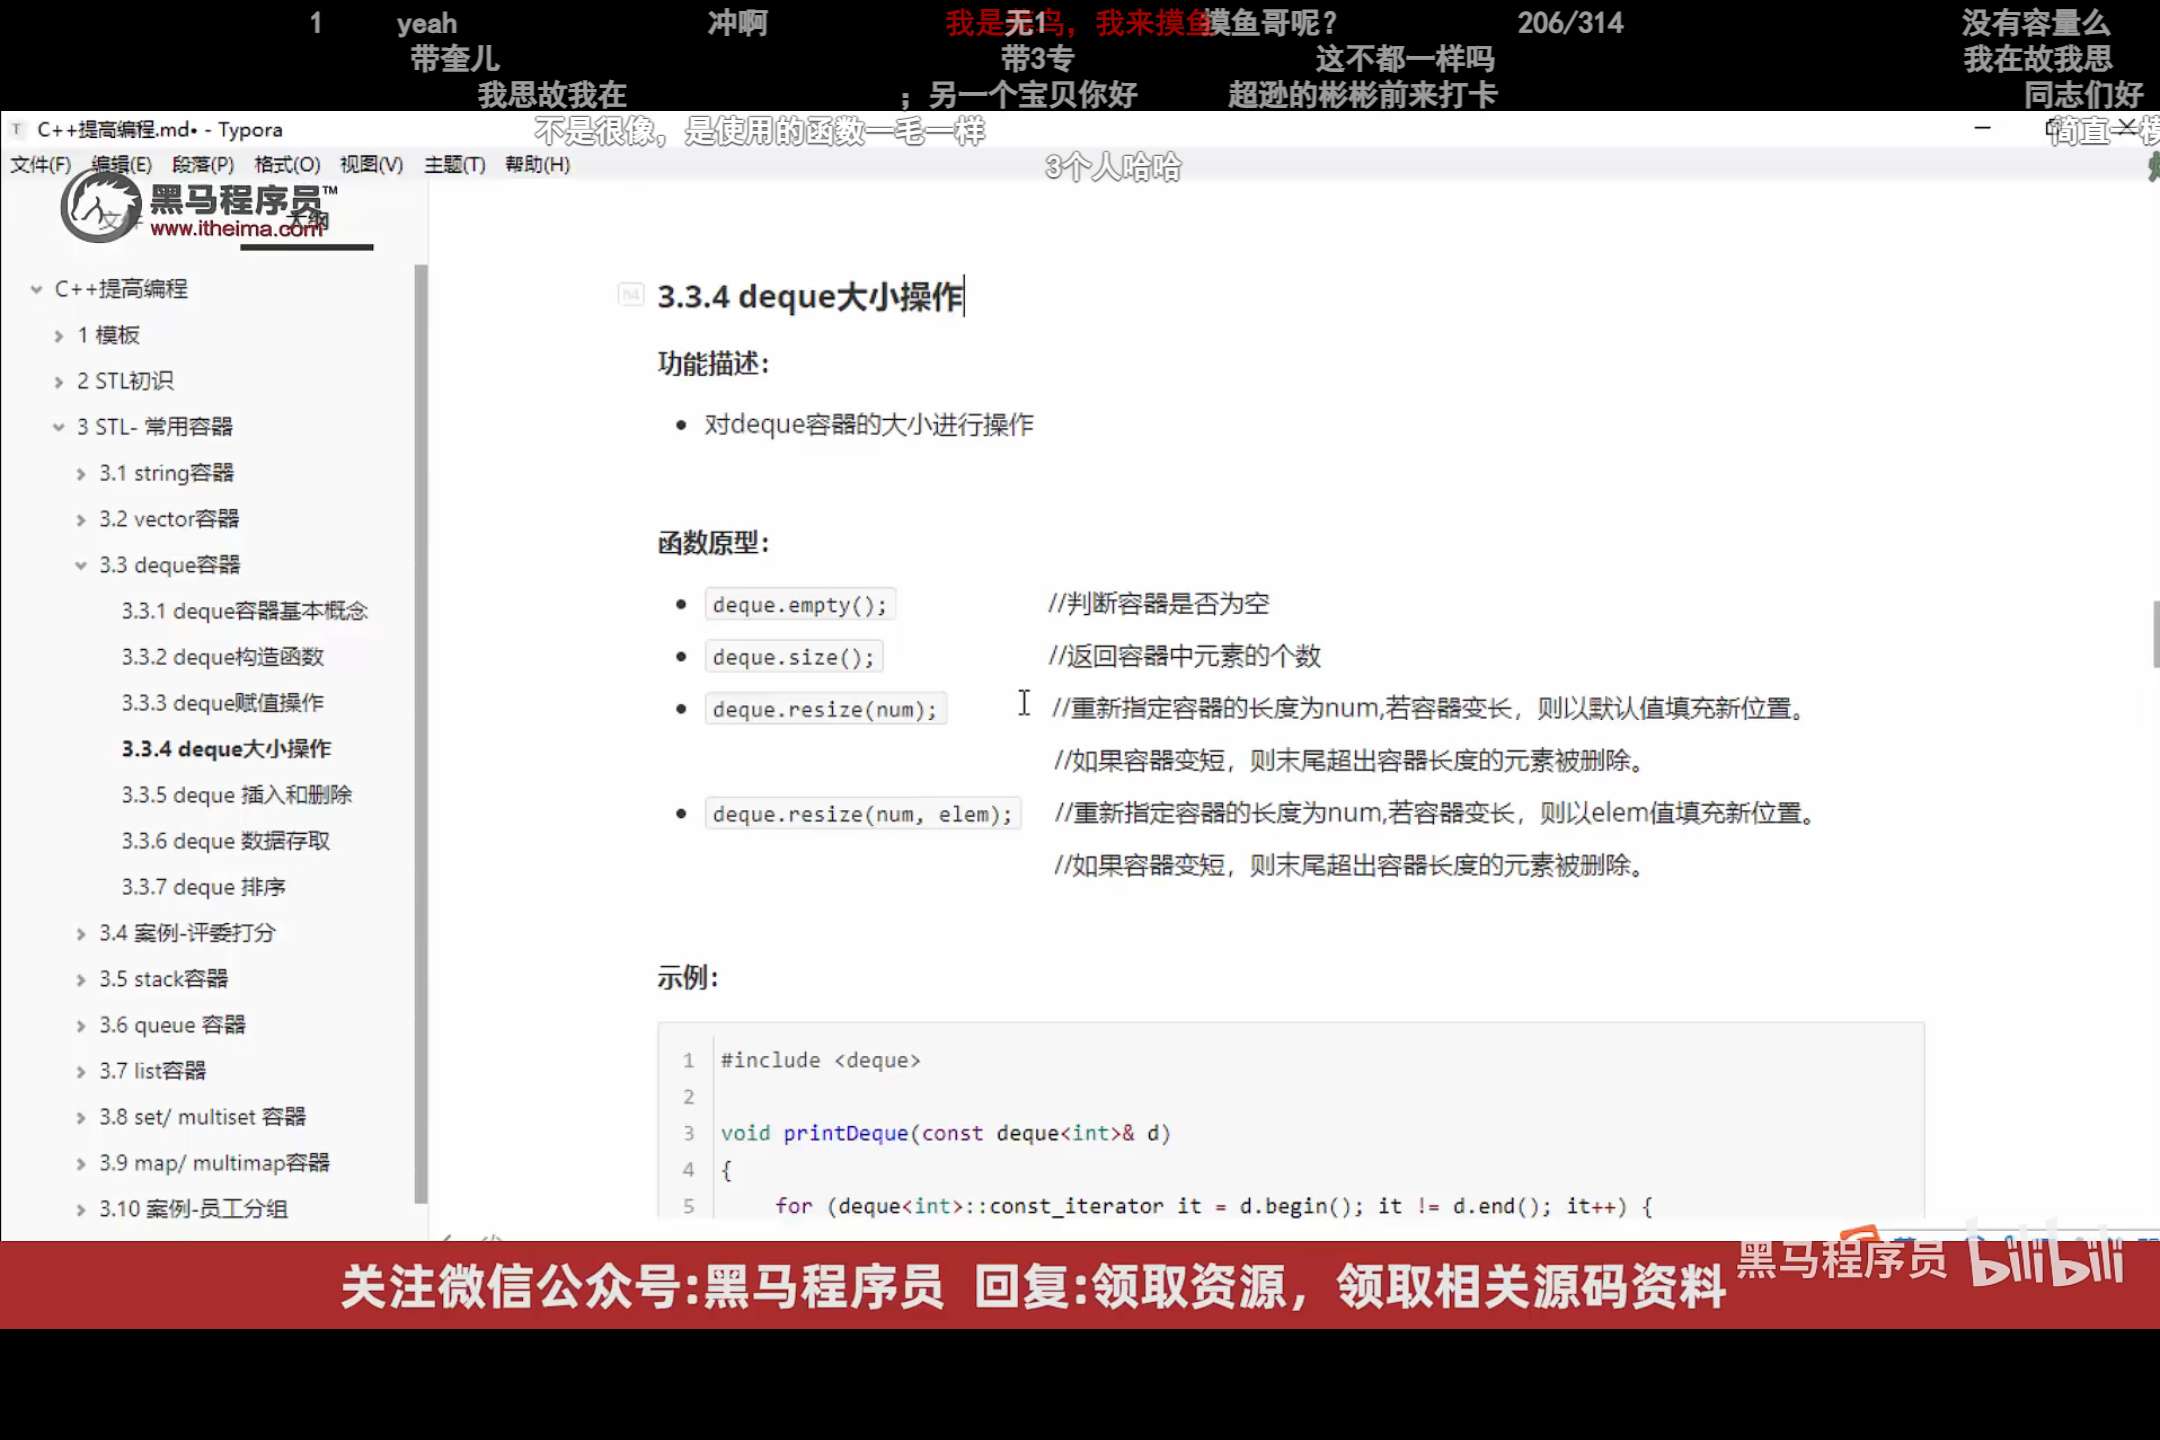 1 yeah 冲啊 我是菜鸟，我来摸鱼 无1 摸鱼哥呢？ 206/314 没有容量么
带奎儿 带3专 这不都一样吗 我在故我思
我思故我在 ；另一个宝贝你好 超逊的彬彬前来打卡 同志们好
C++提高编程.md• - Typora 不是很像，是使用的函数一毛一样 简直一模
文件(F) 编辑(E) 段落(P) 格式(O) 视图(V) 主题(T) 帮助(H) 3个人哈哈
黑马程序员™
www.itheima.com
大纲
C++提高编程
1 模板
2 STL初识
3 STL- 常用容器
3.1 string容器
3.2 vector容器
3.3 deque容器
3.3.1 deque容器基本概念
3.3.2 deque构造函数
3.3.3 deque赋值操作
3.3.4 deque大小操作
3.3.5 deque 插入和删除
3.3.6 deque 数据存取
3.3.7 deque 排序
3.4 案例-评委打分
3.5 stack容器
3.6 queue 容器
3.7 list容器
3.8 set/ multiset 容器
3.9 map/ multimap容器
3.10 案例-员工分组
h4 3.3.4 deque大小操作
功能描述：
对deque容器的大小进行操作
函数原型：
deque.empty(); //判断容器是否为空
deque.size(); //返回容器中元素的个数
deque.resize(num); //重新指定容器的长度为num,若容器变长，则以默认值填充新位置。
//如果容器变短，则末尾超出容器长度的元素被删除。
deque.resize(num, elem); //重新指定容器的长度为num,若容器变长，则以elem值填充新位置。
//如果容器变短，则末尾超出容器长度的元素被删除。
示例：
1 #include <deque>
2
3 void printDeque(const deque<int>& d)
4 {
5 for (deque<int>::const_iterator it = d.begin(); it != d.end(); it++) {
黑马程序员 bilibili
关注微信公众号:黑马程序员 回复:领取资源，领取相关源码资料